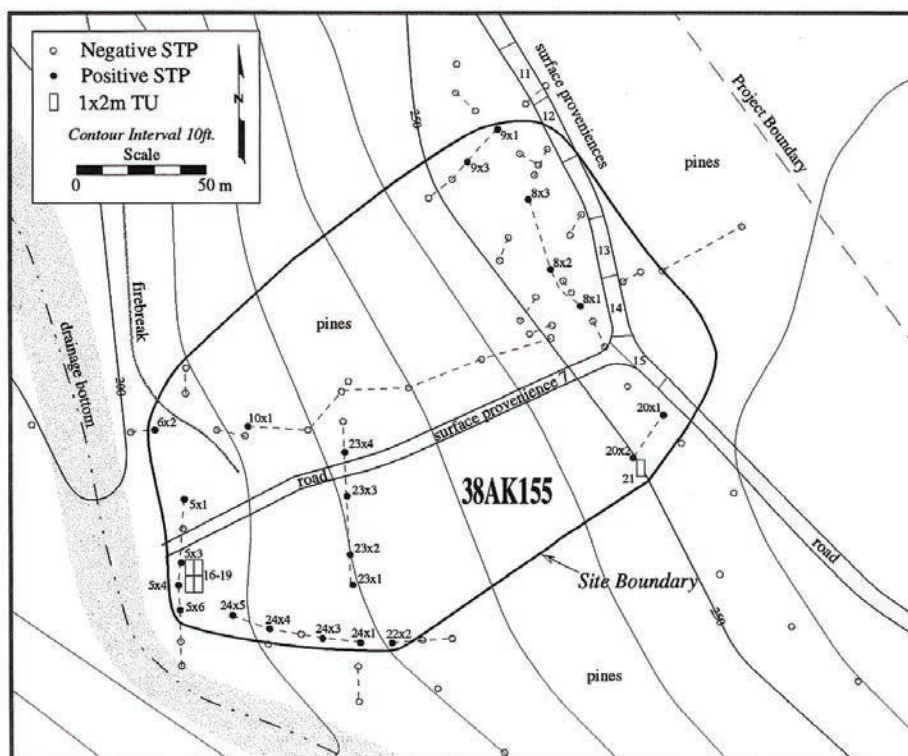 Negative STP
Positive STP
1x2m TU
Contour Interval 10ft.
Scale
0 50 m
N
11
surface proveniences
12
250
9x1
9x3
Project Boundary
pines
8x3
13
8x2
firebreak
8x1
14
pines
drainage bottom
15
200
surface provenience 7
20x1
6x2
10x1
23x4
20x2
road
21
23x3
38AK155
5x1
road
23x2
5x3
16-19
Site Boundary
5x4
23x1
5x6
24x5
250
24x4
24x3
24x1
22x2
pines